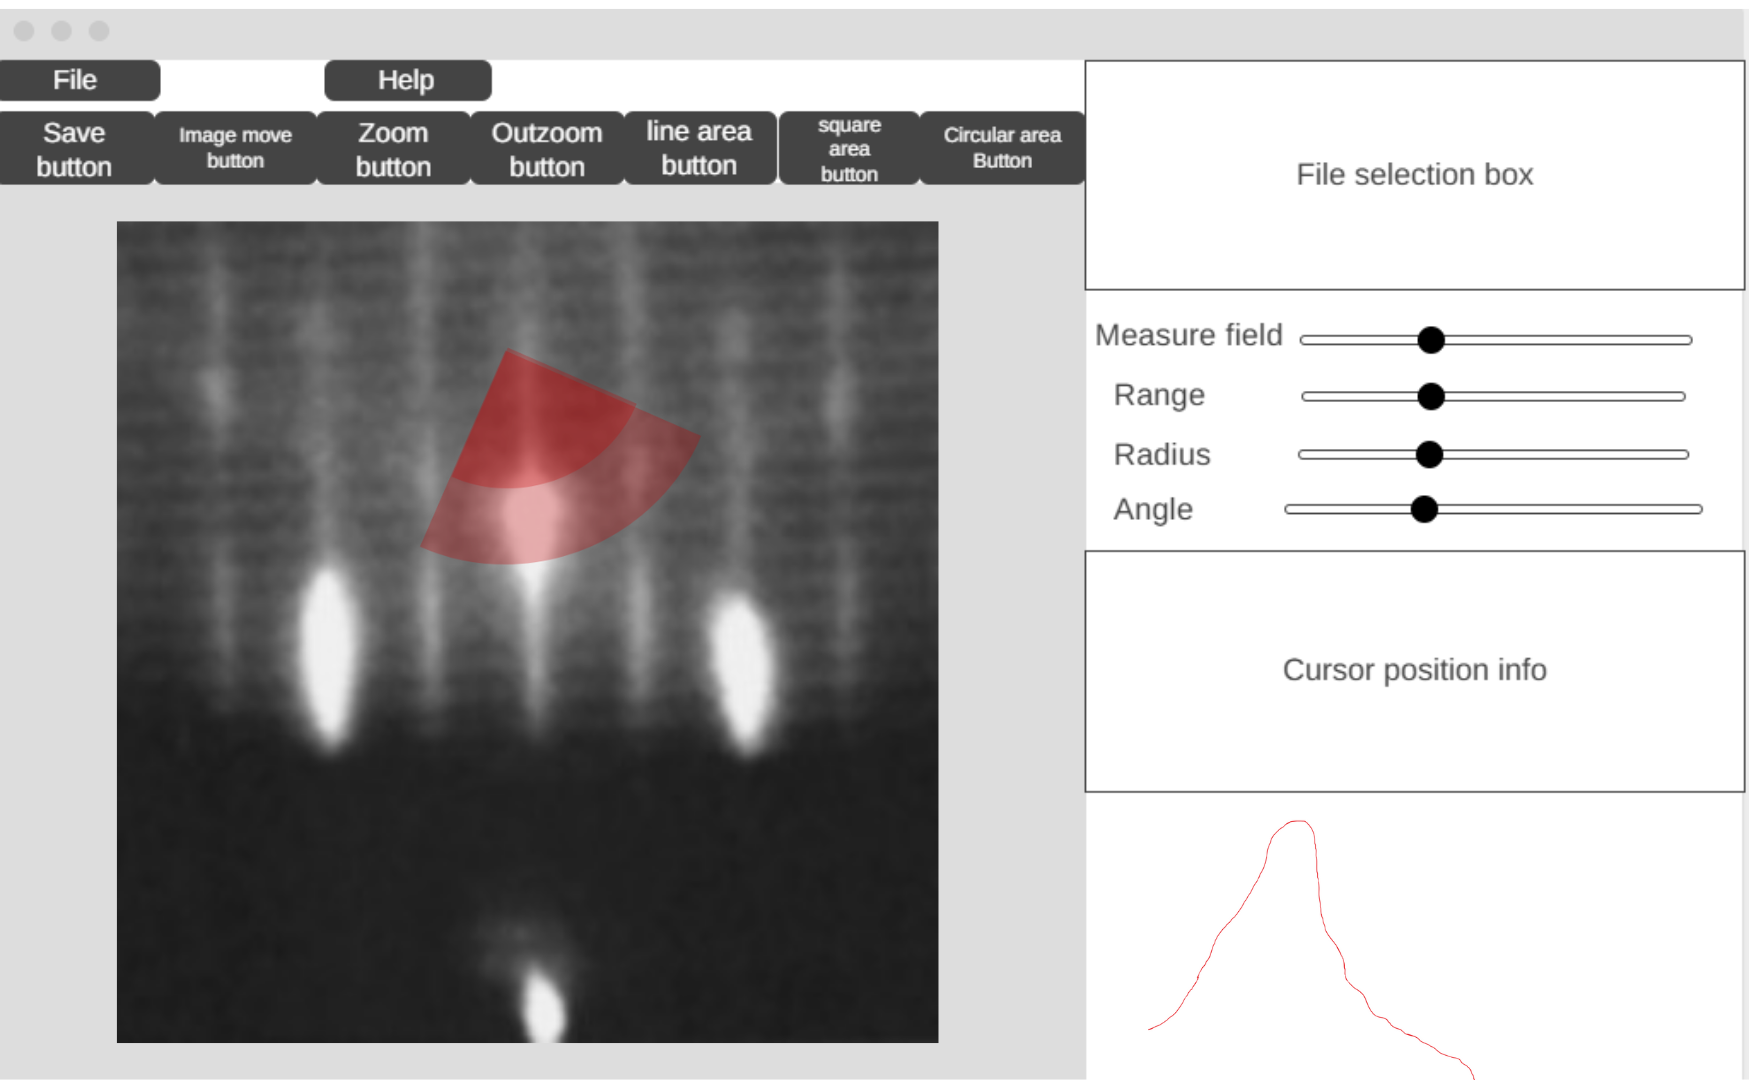 File
Help
Save
button
Image move
button
Zoom
button
Outzoom
button
line area
button
square
area
button
Circular area
Button
File selection box
Measure field
Range
Radius
Angle
Cursor position info